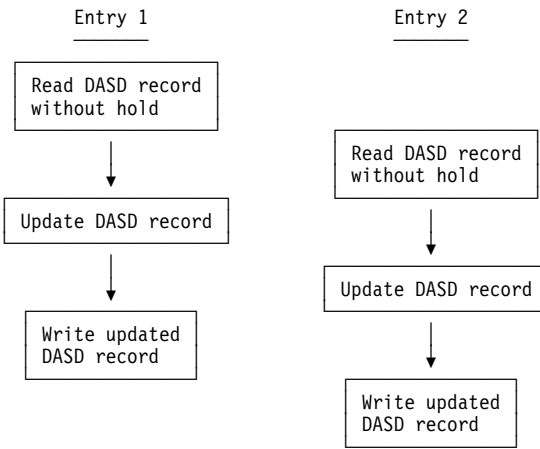 Entry 1
Read DASD record
without hold
Update DASD record
Write updated
DASD record
Entry 2
Read DASD record
without hold
Update DASD record
Write updated
DASD record